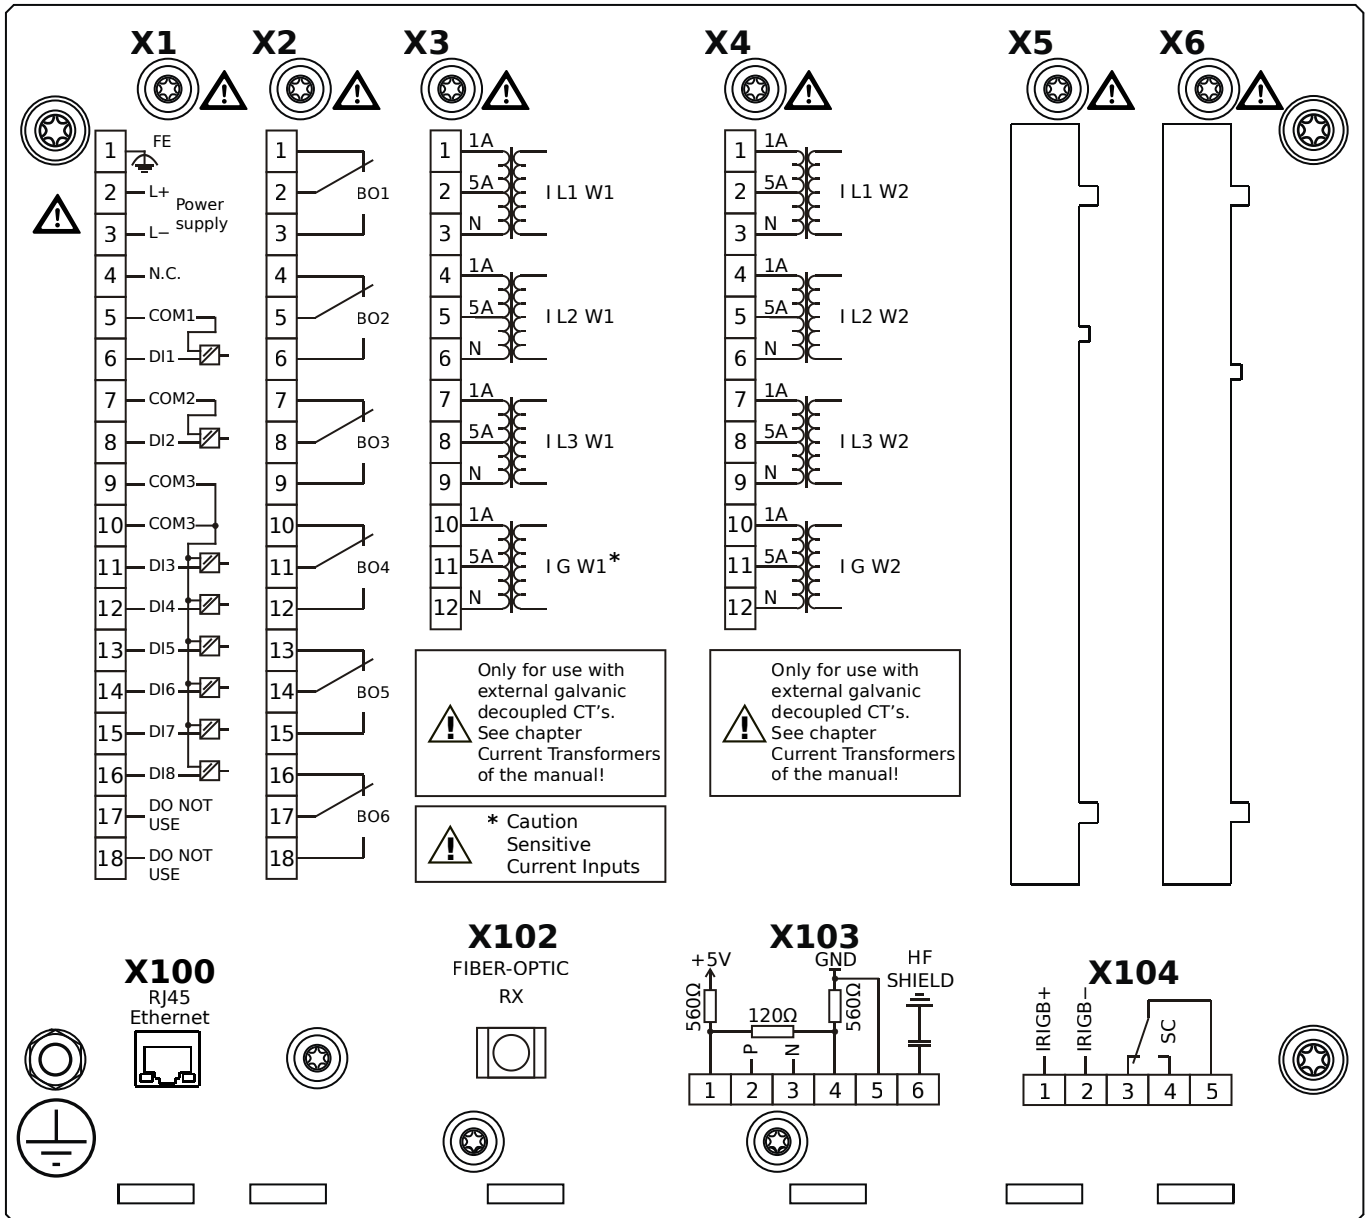 X1
X2
X3
X4
X5
X6
1
FE
2
L+
Power
supply
3
L−
4
N.C.
5
COM1
6
DI1
7
COM2
8
DI2
9
COM3
10
COM3
11
DI3
12
DI4
13
DI5
14
DI6
15
DI7
16
DI8
17
DO NOT
USE
18
DO NOT
USE
1
2
BO1
3
4
5
BO2
6
7
8
BO3
9
10
11
BO4
12
13
14
BO5
15
16
17
BO6
18
1
1A
2
5A
I L1 W1
3
N
4
1A
5
5A
I L2 W1
6
N
7
1A
8
5A
I L3 W1
9
N
10
1A
11
5A
I G W1*
12
N
Only for use with
external galvanic
decoupled CT's.
See chapter
Current Transformers
of the manual!
* Caution
Sensitive
Current Inputs
1
1A
2
5A
I L1 W2
3
N
4
1A
5
5A
I L2 W2
6
N
7
1A
8
5A
I L3 W2
9
N
10
1A
11
5A
I G W2
12
N
Only for use with
external galvanic
decoupled CT's.
See chapter
Current Transformers
of the manual!
X100
RJ45
Ethernet
X102
FIBER-OPTIC
RX
X103
+5V
GND
HF
SHIELD
560Ω
120Ω
560Ω
P
N
1 2 3 4 5 6
X104
IRIGB+
IRIGB−
SC
1 2 3 4 5